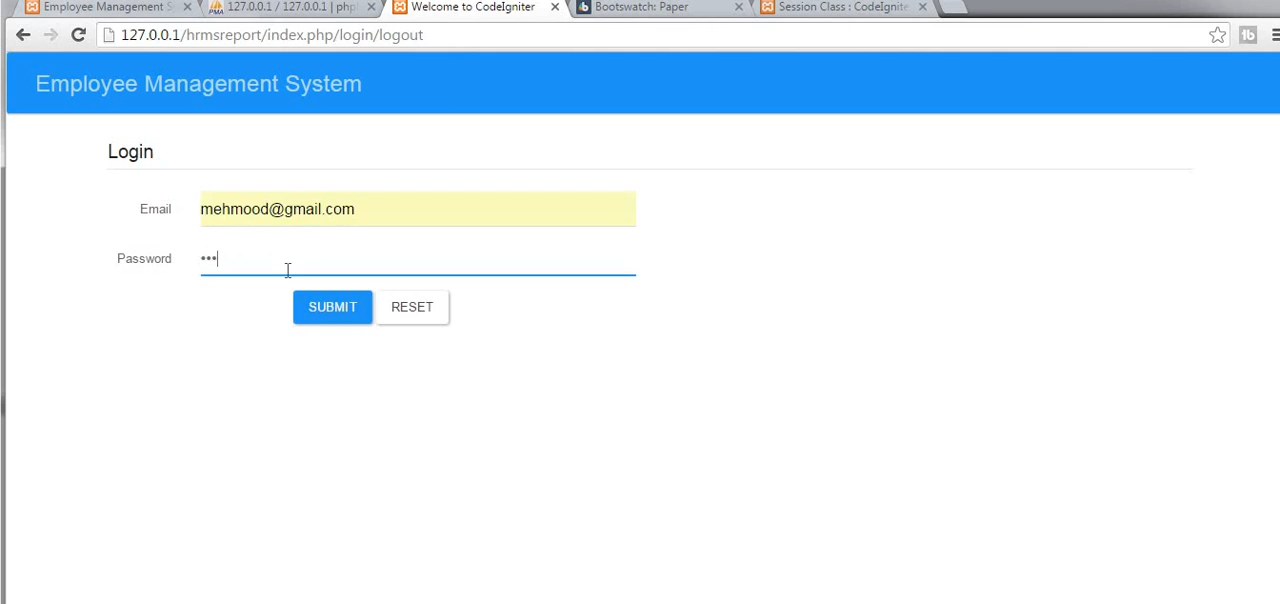 Employee Management S
127.0.0.1 / 127.0.0.1 | php
Welcome to CodeIgniter
Bootswatch: Paper
Session Class : CodeIgnite
127.0.0.1/hrmsreport/index.php/login/logout
Employee Management System
Login
Email mehmood@gmail.com
Password •••
SUBMIT RESET